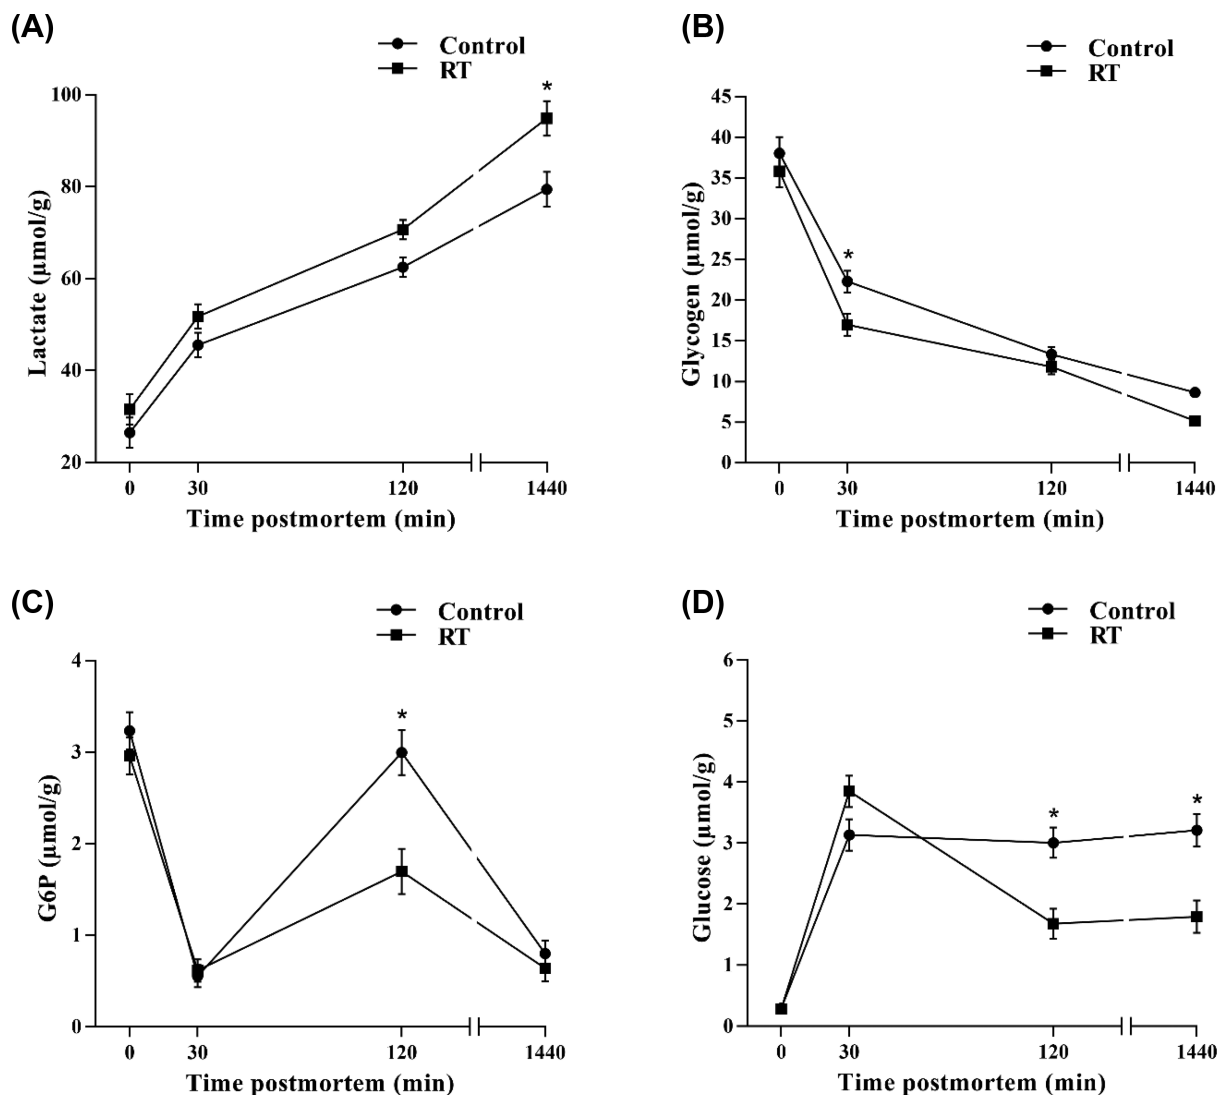 (A)
Control
RT
*
100
80
60
40
20
Lactate (μmol/g)
0 30 120 1440
Time postmortem (min)
(B)
Control
RT
*
45
40
35
30
25
20
15
10
5
0
Glycogen (μmol/g)
0 30 120 1440
Time postmortem (min)
(C)
Control
RT
*
4
3
2
1
0
G6P (μmol/g)
0 30 120 1440
Time postmortem (min)
(D)
Control
RT
*
*
6
5
4
3
2
1
0
Glucose (μmol/g)
0 30 120 1440
Time postmortem (min)